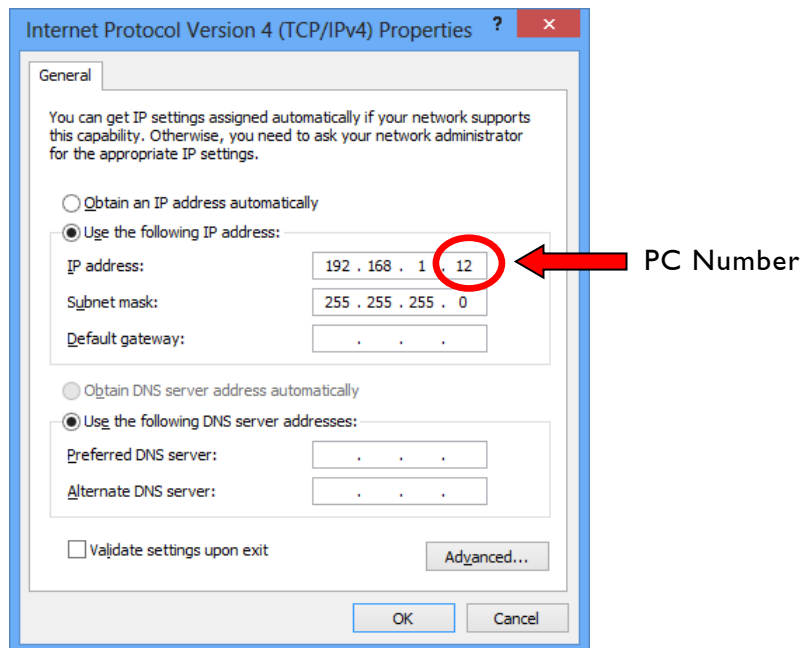 Internet Protocol Version 4 (TCP/IPv4) Properties ? ×
General
You can get IP settings assigned automatically if your network supports
this capability. Otherwise, you need to ask your network administrator
for the appropriate IP settings.
Obtain an IP address automatically
Use the following IP address:
IP address: 192 . 168 . 1 . 12
PC Number
Subnet mask: 255 . 255 . 255 . 0
Default gateway: . . .
Obtain DNS server address automatically
Use the following DNS server addresses:
Preferred DNS server: . . .
Alternate DNS server: . . .
Validate settings upon exit
Advanced...
OK Cancel